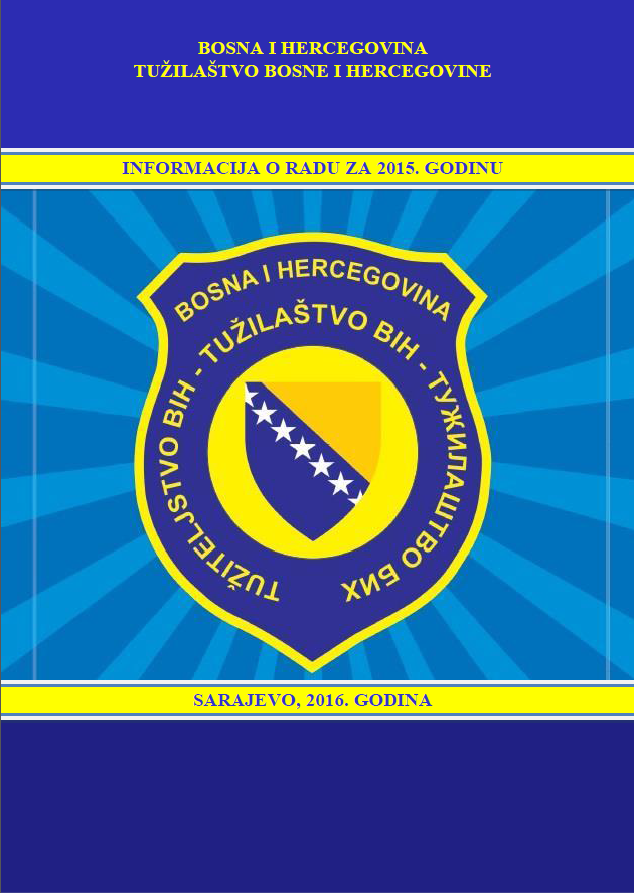 BOSNA I HERCEGOVINA
TUŽILAŠTVO BOSNE I HERCEGOVINE
INFORMACIJA O RADU ZA 2015. GODINU
BOSNA I HERCEGOVINA
TUŽITELJSTVO BIH - TUŽILAŠTVO BIH - ТУЖИЛАШТВО БИХ
SARAJEVO, 2016. GODINA